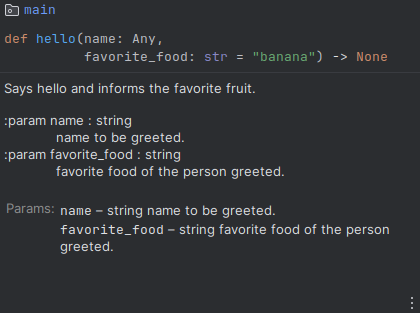 main
def hello(name: Any,
favorite_food: str = "banana") -> None
Says hello and informs the favorite fruit.
:param name : string
name to be greeted.
:param favorite_food : string
favorite food of the person greeted.
Params: name – string name to be greeted.
favorite_food – string favorite food of the person
greeted.